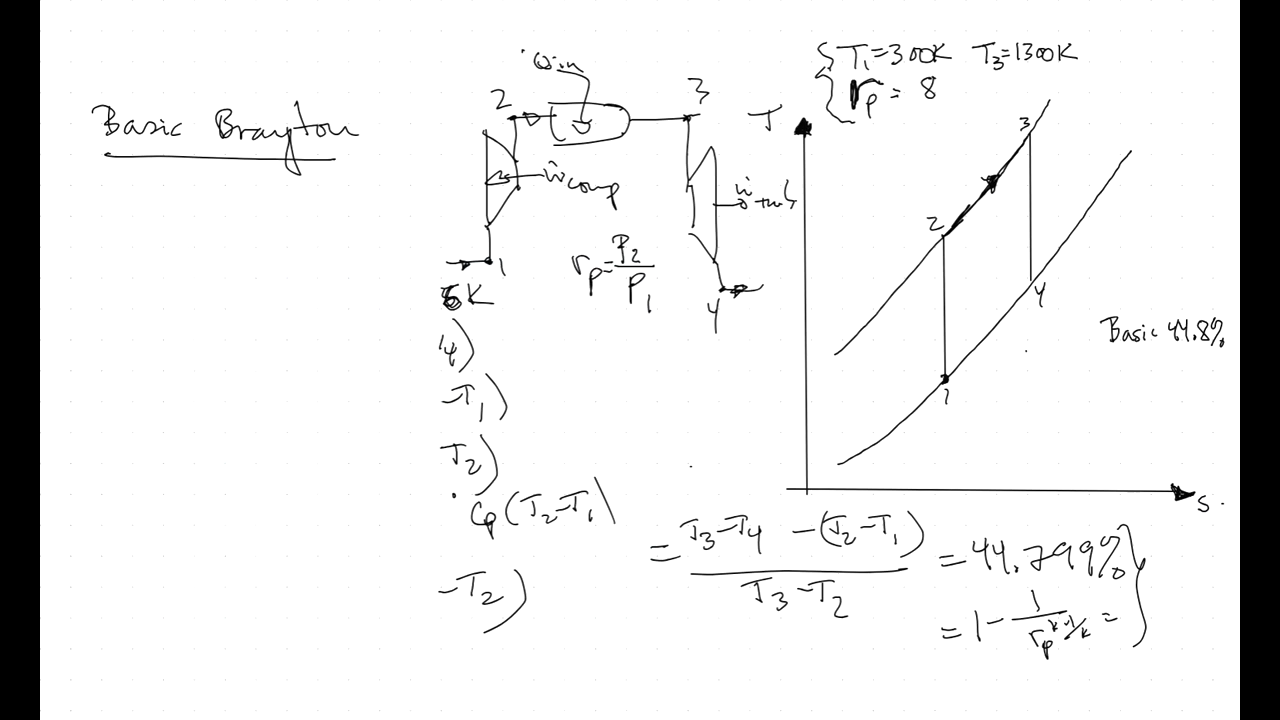 Basic Brayton
T₁=300K T₃=1300K
rₚ = 8
Q̇in
2
3
T
3
ẇcomp
ẇturb
2
1
rₚ=P₂/P₁
4
4
K
Basic 44.8%
4)
-T₁)
1
T₂)
Cp(T₂-T₁)
s
= (T₃-T₄ -(T₂-T₁))/(T₃-T₂) = 44.799%
-T₂)
= 1 - 1/rₚ^(k-1/k) =